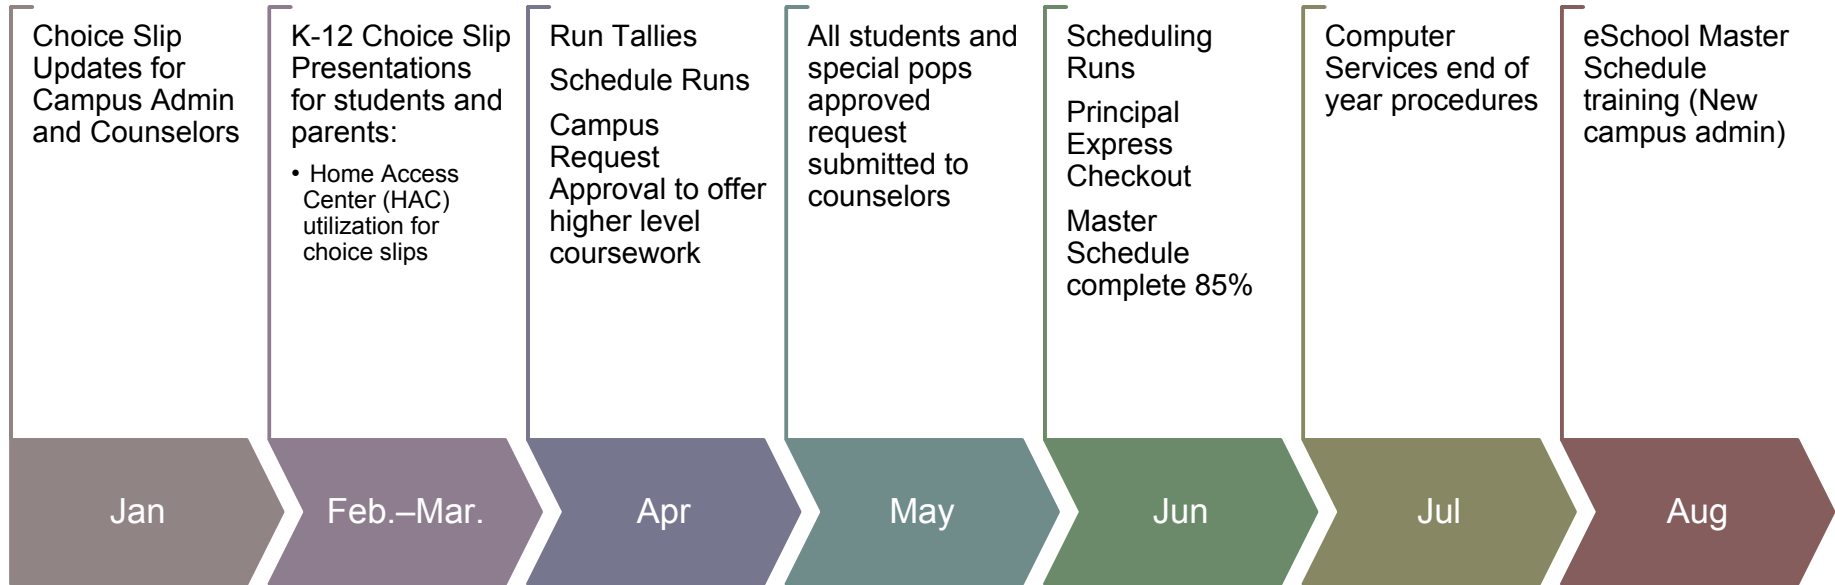 Choice Slip
Updates for
Campus Admin
and Counselors
K-12 Choice Slip
Presentations
for students and
parents:
• Home Access
Center (HAC)
utilization for
choice slips
Run Tallies
Schedule Runs
Campus
Request
Approval to offer
higher level
coursework
All students and
special pops
approved
request
submitted to
counselors
Scheduling
Runs
Principal
Express
Checkout
Master
Schedule
complete 85%
Computer
Services end of
year procedures
eSchool Master
Schedule
training (New
campus admin)
Jan
Feb.–Mar.
Apr
May
Jun
Jul
Aug